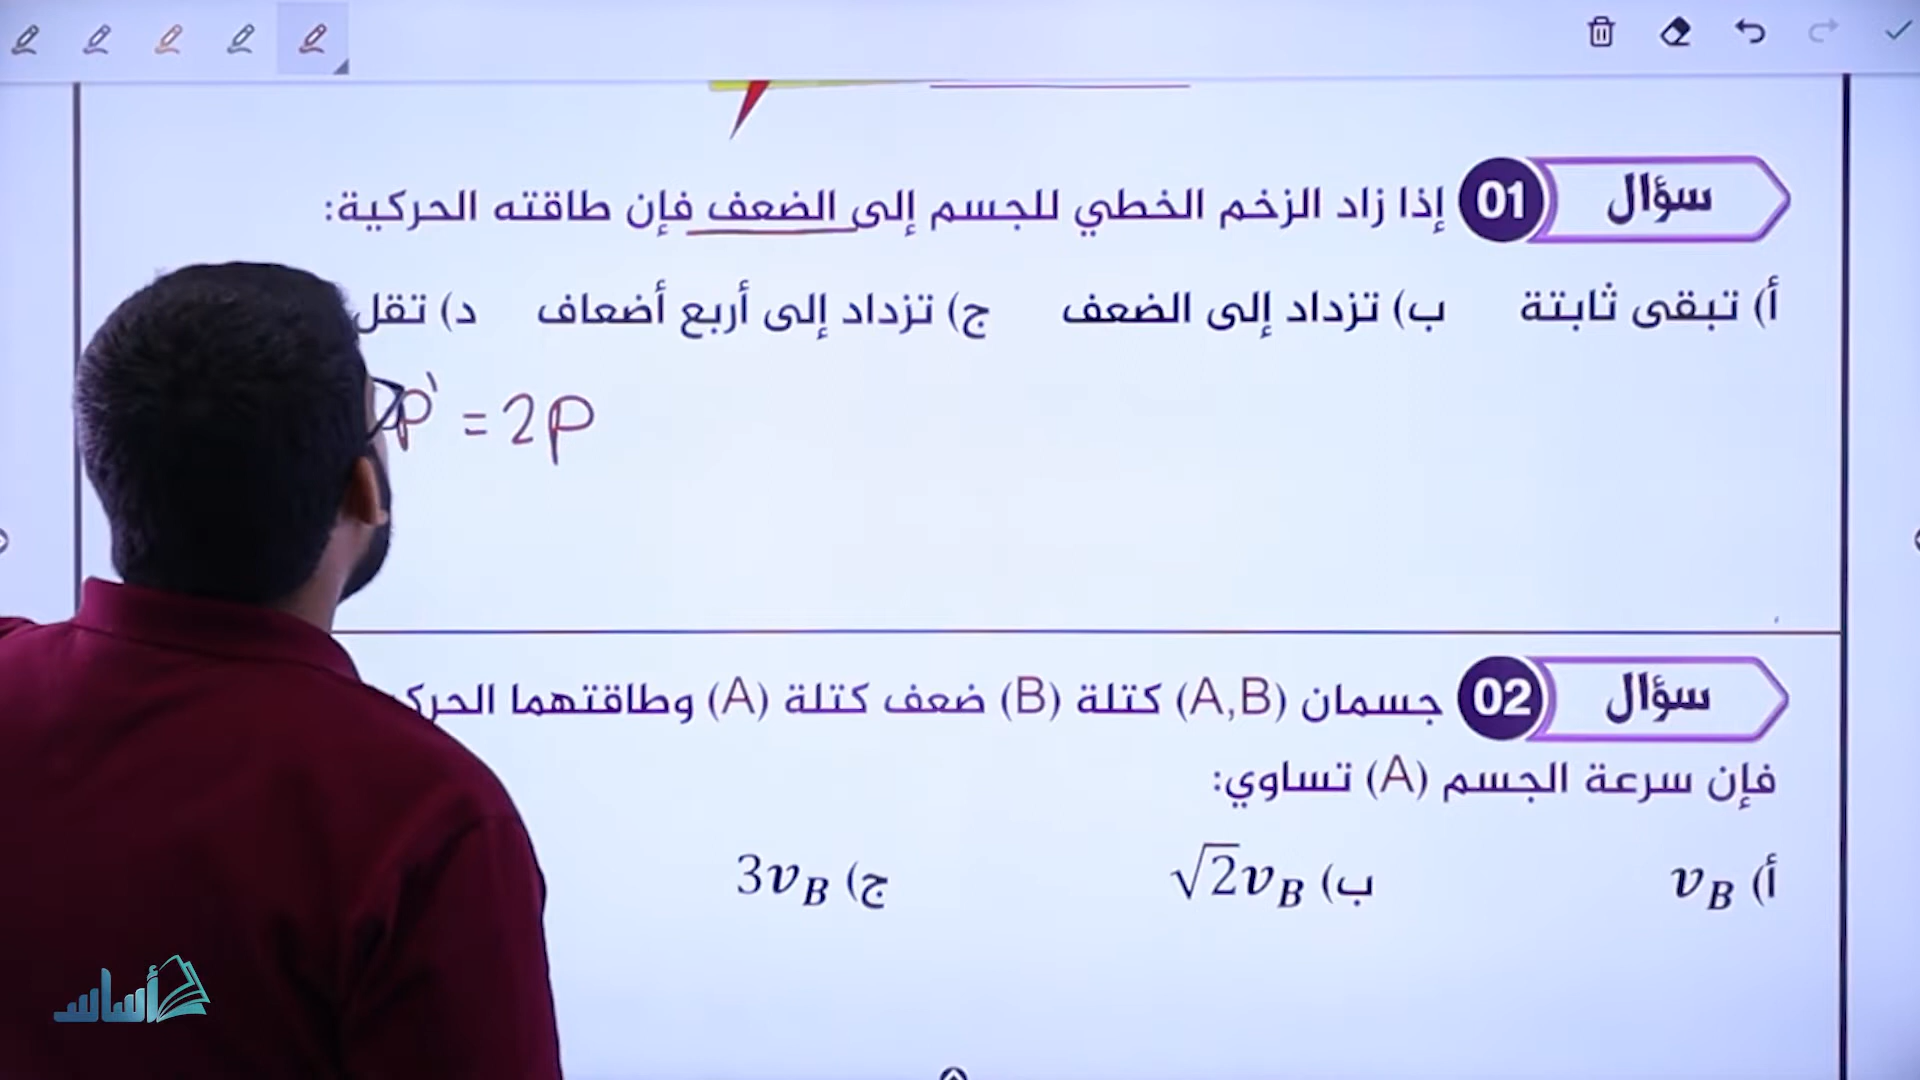 سؤال 01 إذا زاد الزخم الخطي للجسم إلى الضعف فإن طاقته الحركية:
أ) تبقى ثابتة ب) تزداد إلى الضعف ج) تزداد إلى أربع أضعاف د) تقل
P' = 2P
سؤال 02 جسمان (A,B) كتلة (B) ضعف كتلة (A) وطاقتهما
فإن سرعة الجسم (A) تساوي:
أ) v_B ب) √2v_B ج) 3v_B
أساس